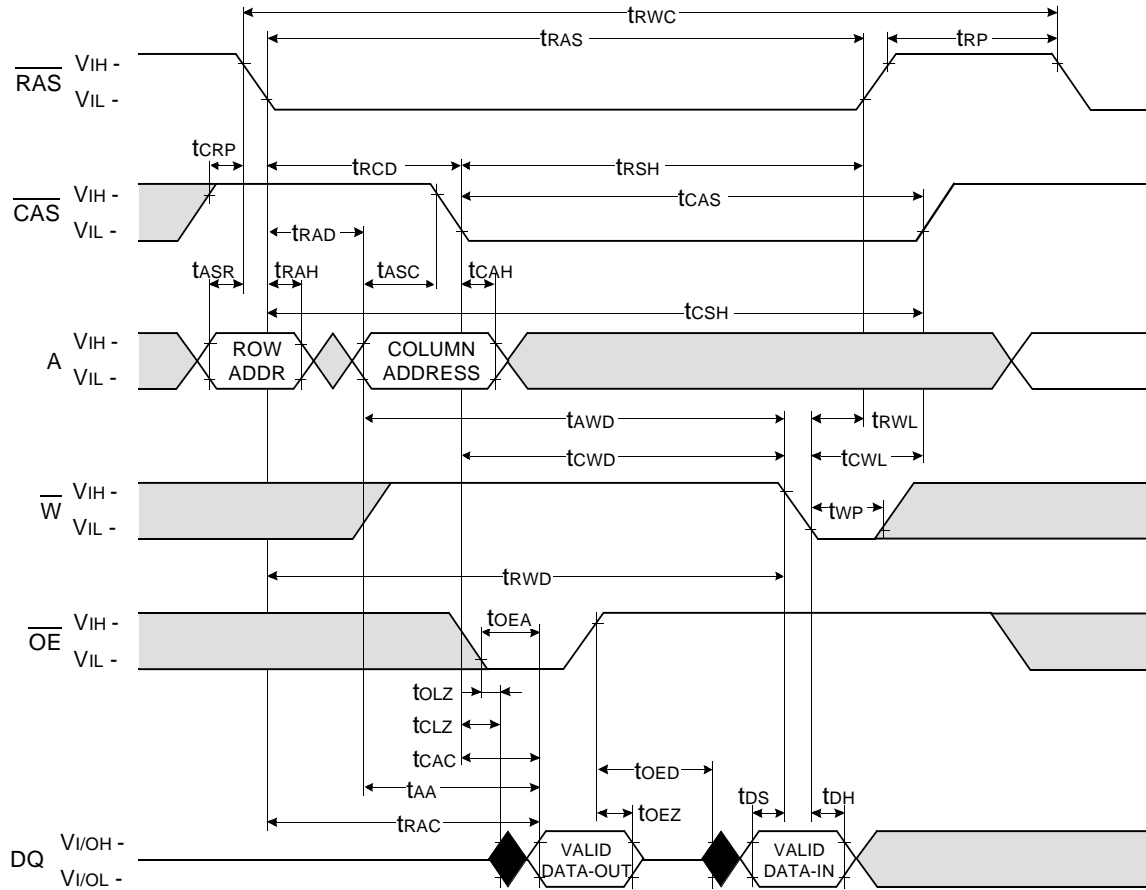 tRWC
tRAS
tRP
RAS
VIH -
VIL -
tCRP
tRCD
tRSH
CAS
VIH -
VIL -
tCAS
tRAD
tASR
tRAH
tASC
tCAH
tCSH
A
VIH -
VIL -
ROW
ADDR
COLUMN
ADDRESS
tAWD
tRWL
tCWD
tCWL
W
VIH -
VIL -
tWP
tRWD
OE
VIH -
VIL -
tOEA
tOLZ
tCLZ
tCAC
tOED
tAA
tOEZ
tDS
tDH
tRAC
DQ
VI/OH -
VI/OL -
VALID
DATA-OUT
VALID
DATA-IN